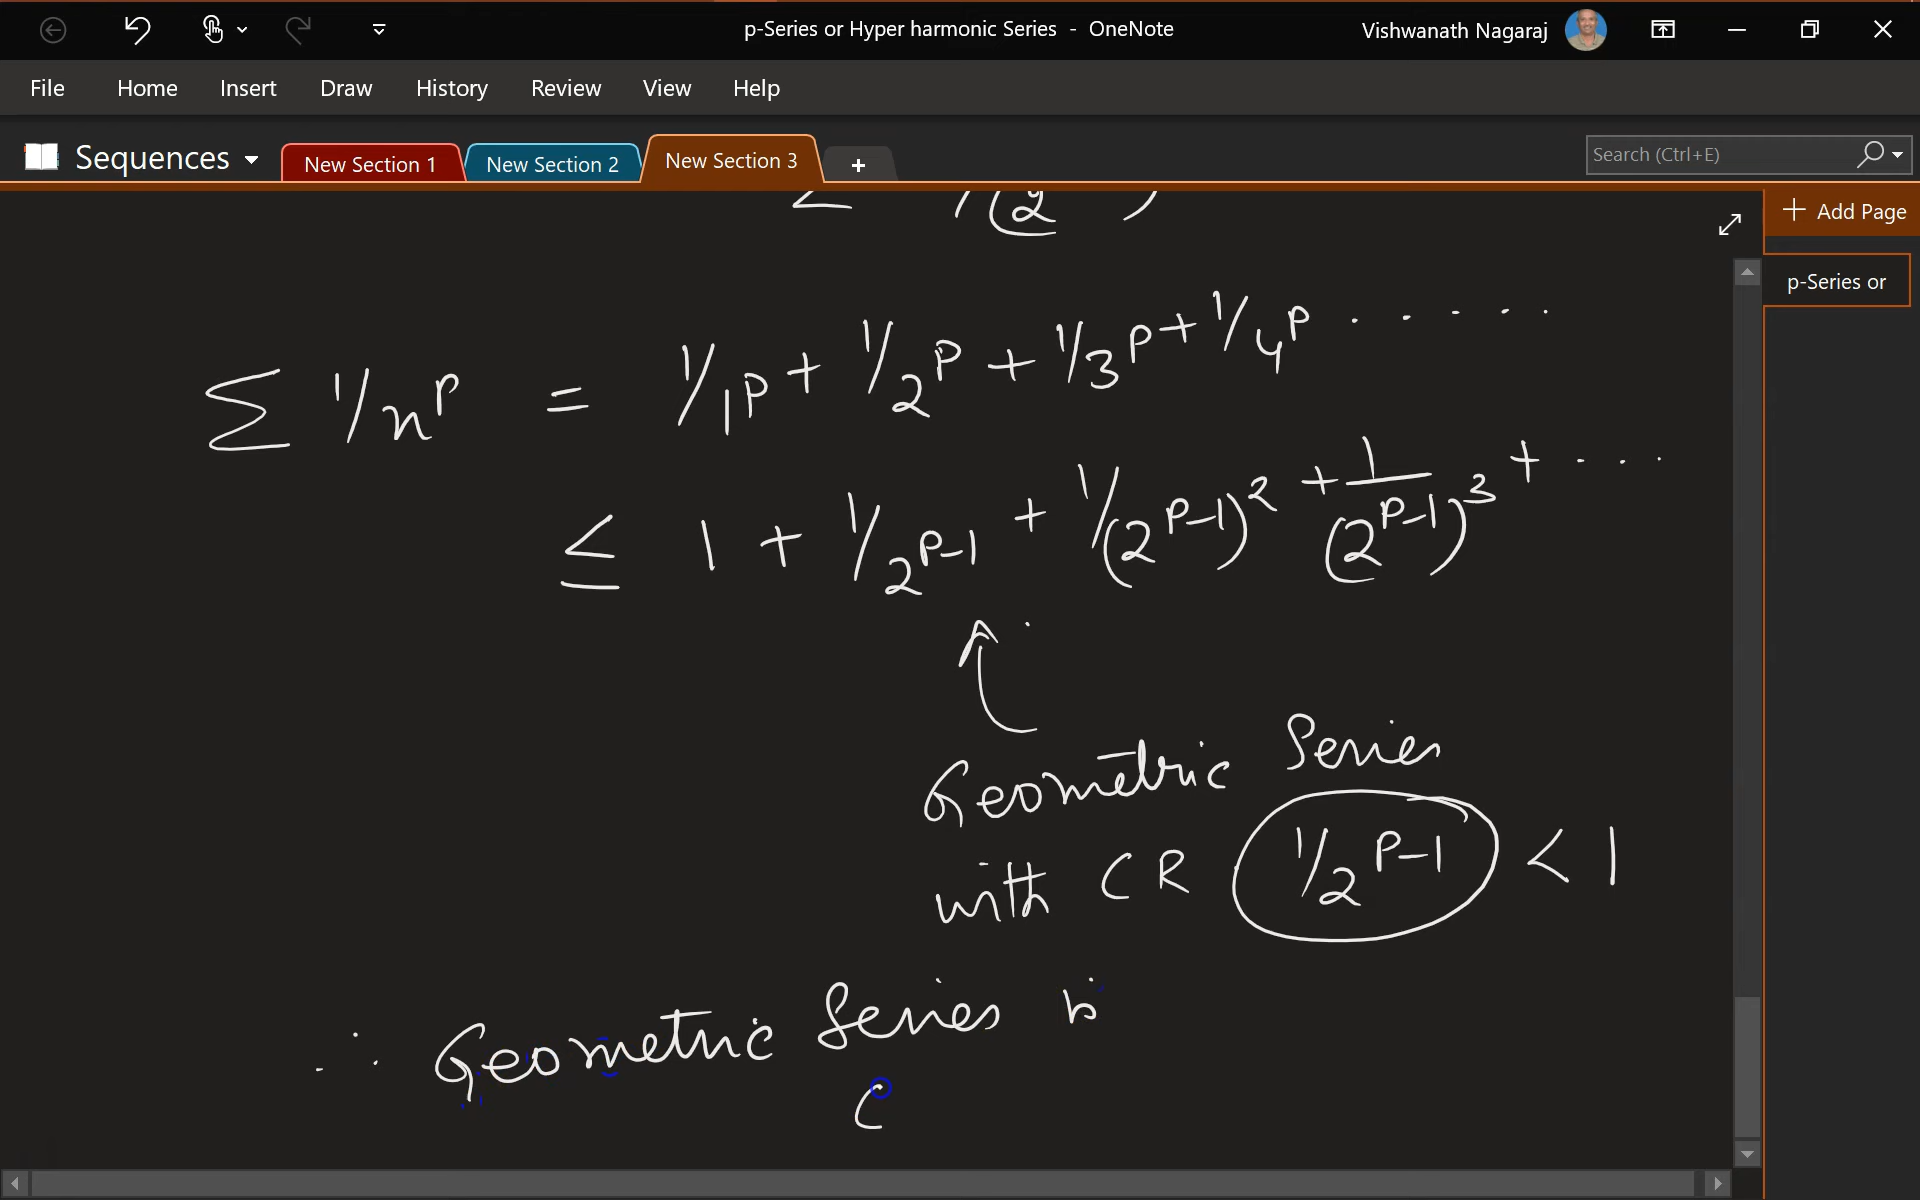 p-Series or Hyper harmonic Series - OneNote
Vishwanath Nagaraj
File Home Insert Draw History Review View Help
Sequences
New Section 1
New Section 2
New Section 3
+
Search (Ctrl+E)
+ Add Page
p-Series or
∑ 1/n^p = 1/1^p + 1/2^p + 1/3^p + 1/4^p .....
≤ 1 + 1/2^(p-1) + 1/(2^(p-1))^2 + 1/(2^(p-1))^3 + ....
Geometric Series
with CR 1/2^(p-1) < 1
∴ Geometric Series is
C